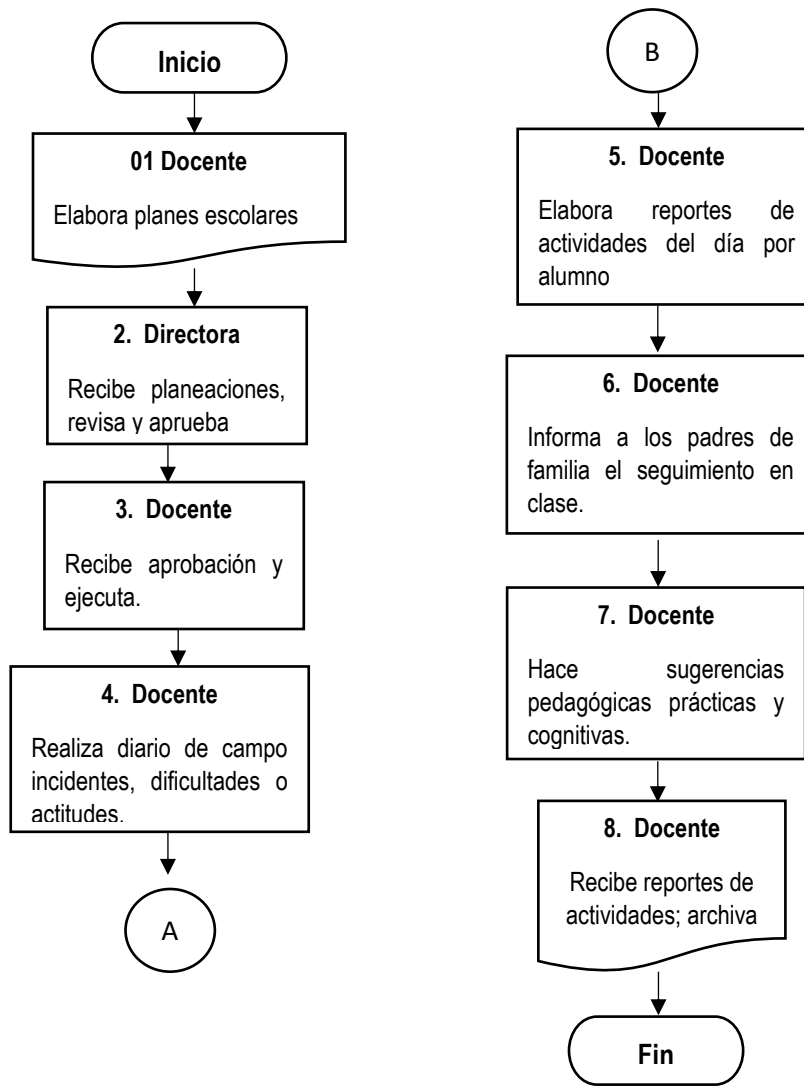 Inicio
01 Docente
Elabora planes escolares
2. Directora
Recibe planeaciones,
revisa y aprueba
3. Docente
Recibe aprobación y
ejecuta.
4. Docente
Realiza diario de campo
incidentes, dificultades o
actitudes.
A
B
5. Docente
Elabora reportes de
actividades del día por
alumno
6. Docente
Informa a los padres de
familia el seguimiento en
clase.
7. Docente
Hace sugerencias
pedagógicas prácticas y
cognitivas.
8. Docente
Recibe reportes de
actividades; archiva
Fin